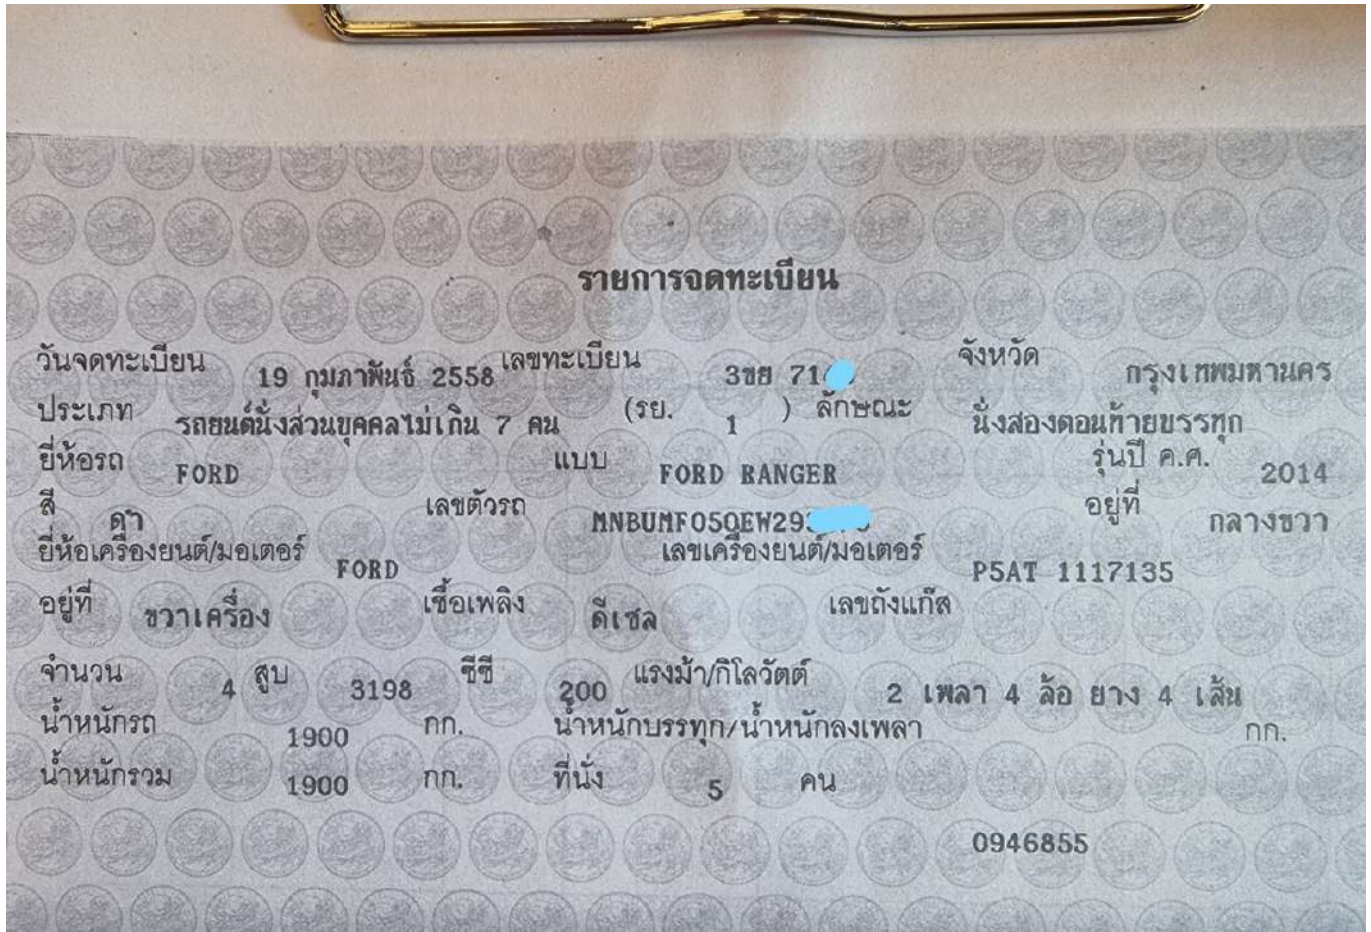 รายการจดทะเบียน
วันจดทะเบียน 19 กุมภาพันธ์ 2558 เลขทะเบียน 3ขย 71 จังหวัด กรุงเทพมหานคร
ประเภท รถยนต์นั่งส่วนบุคคลไม่เกิน 7 คน (รย. 1 ) ลักษณะ นั่งสองตอนท้ายบรรทุก
ยี่ห้อรถ FORD แบบ FORD RANGER รุ่นปี ค.ศ. 2014
สี ดำ เลขตัวรถ MNBUMF050EW29 อยู่ที่ กลางขวา
ยี่ห้อเครื่องยนต์/มอเตอร์ FORD เลขเครื่องยนต์/มอเตอร์ P5AT 1117135
อยู่ที่ ขวาเครื่อง เชื้อเพลิง ดีเซล เลขถังแก๊ส
จำนวน 4 สูบ 3198 ซีซี 200 แรงม้า/กิโลวัตต์ 2 เพลา 4 ล้อ ยาง 4 เส้น
น้ำหนักรถ 1900 กก. น้ำหนักบรรทุก/น้ำหนักลงเพลา กก.
น้ำหนักรวม 1900 กก. ที่นั่ง 5 คน
0946855